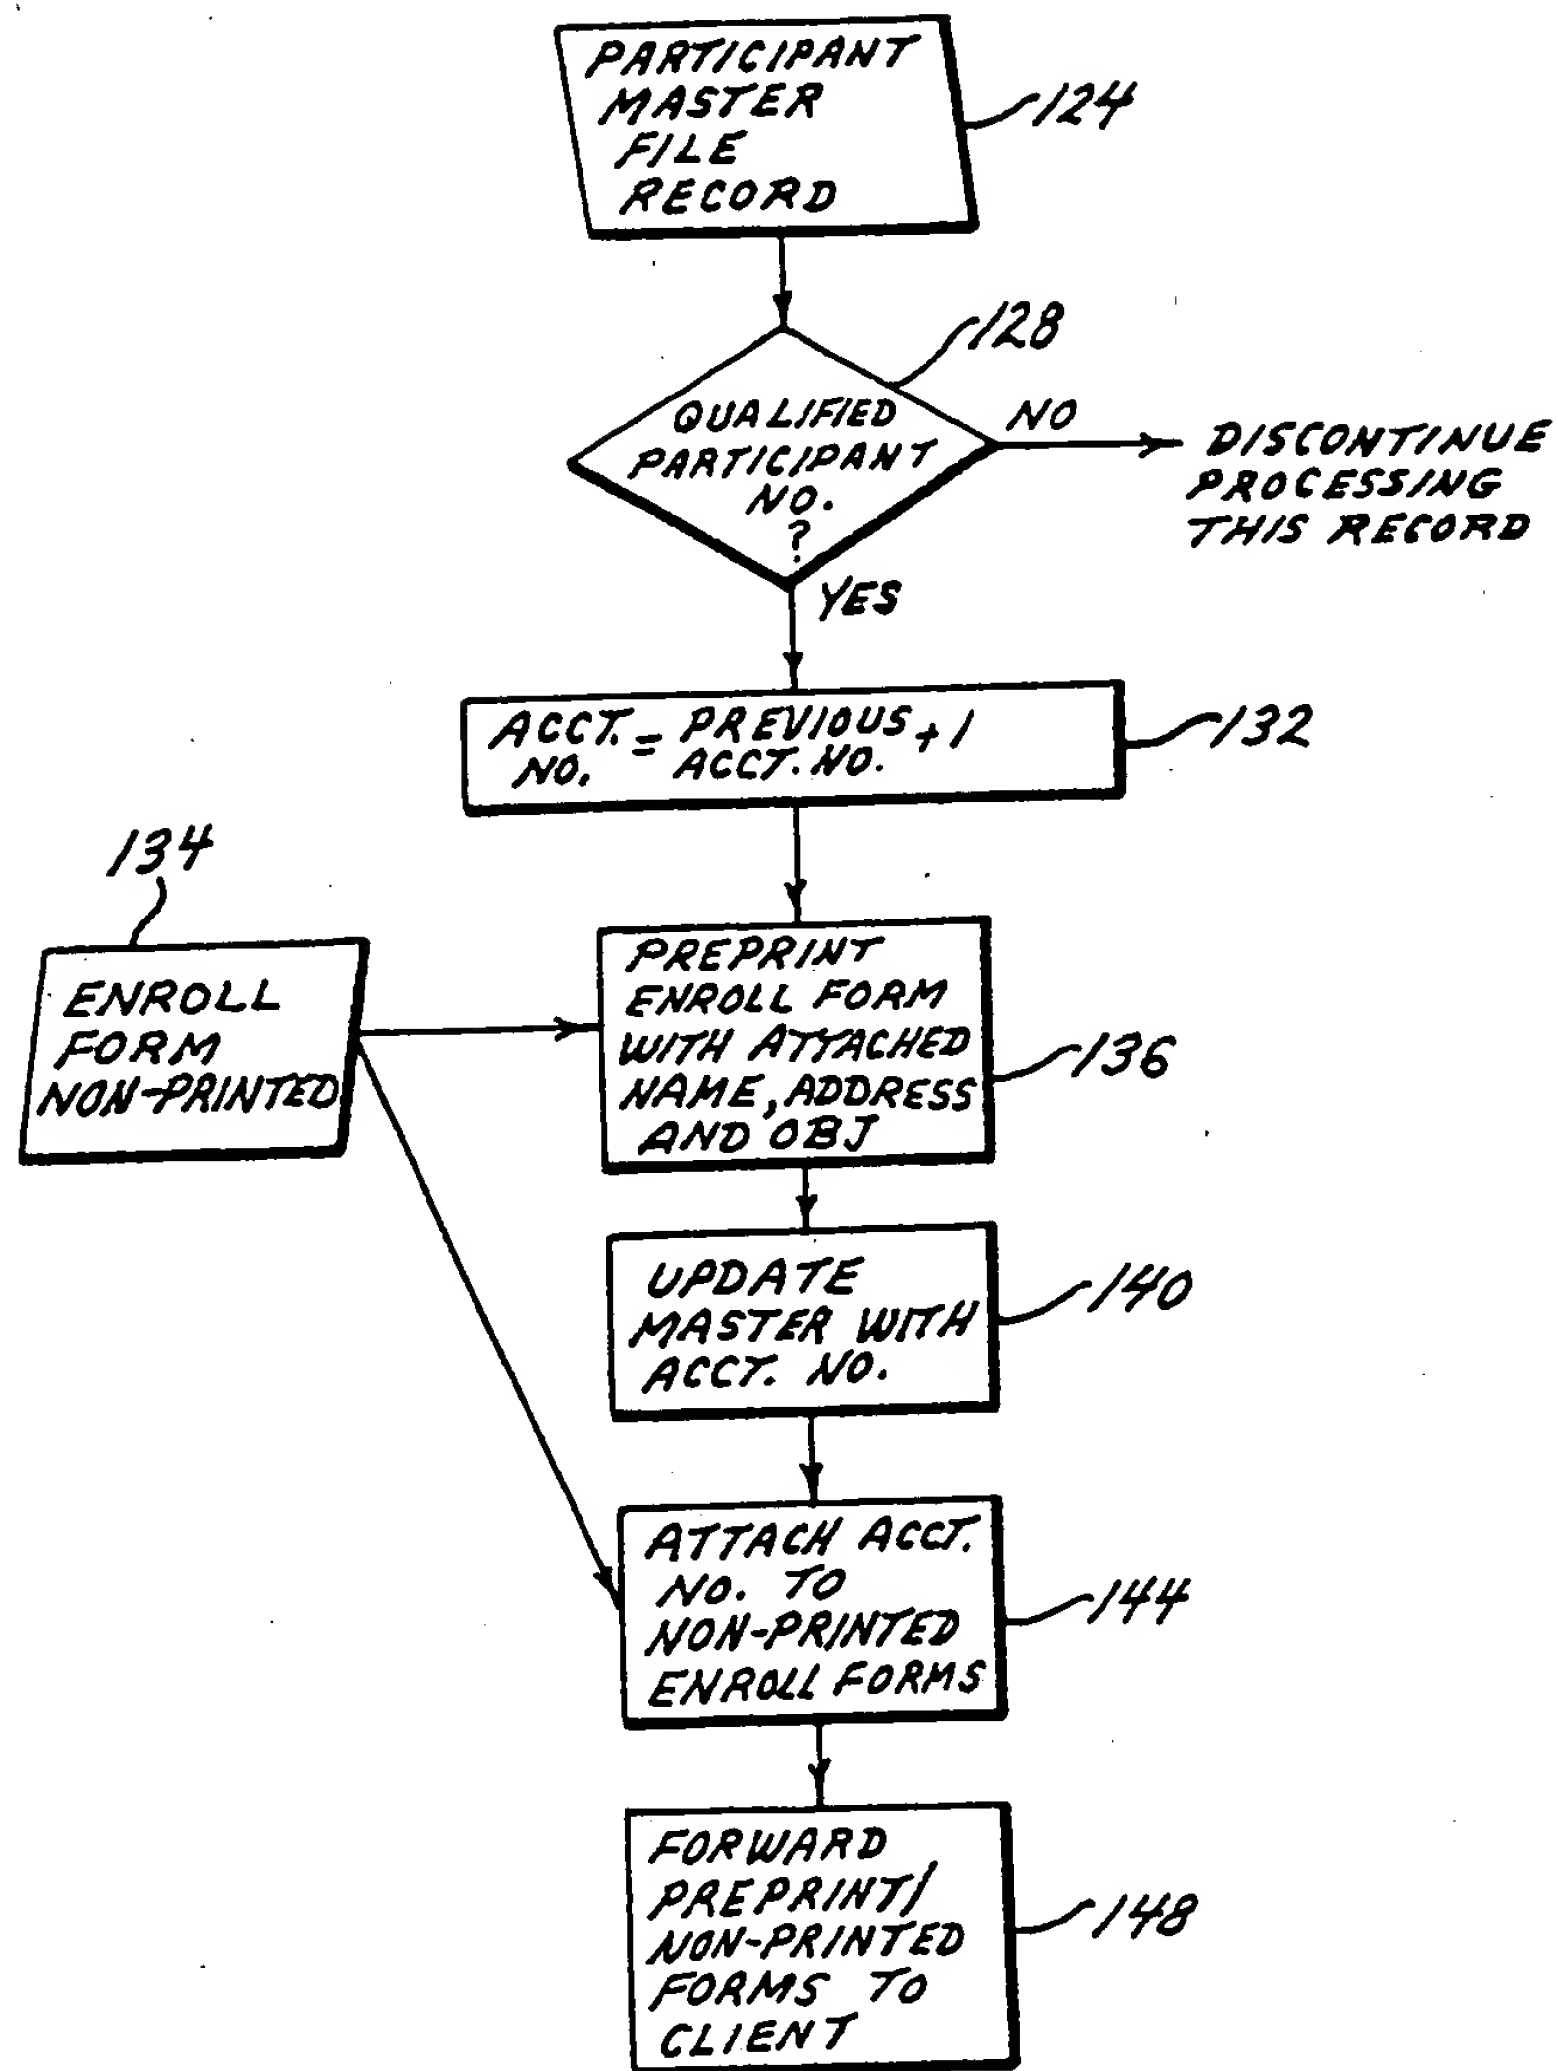 PARTICIPANT
MASTER
FILE
RECORD
124
128
QUALIFIED
PARTICIPANT
NO.
?
NO
DISCONTINUE
PROCESSING
THIS RECORD
YES
ACCT. = PREVIOUS + 1
NO. ACCT. NO.
132
134
ENROLL
FORM
NON-PRINTED
PREPRINT
ENROLL FORM
WITH ATTACHED
NAME, ADDRESS
AND OBJ
136
UPDATE
MASTER WITH
ACCT. NO.
140
ATTACH ACCT.
NO. TO
NON-PRINTED
ENROLL FORMS
144
FORWARD
PREPRINT/
NON-PRINTED
FORMS TO
CLIENT
148